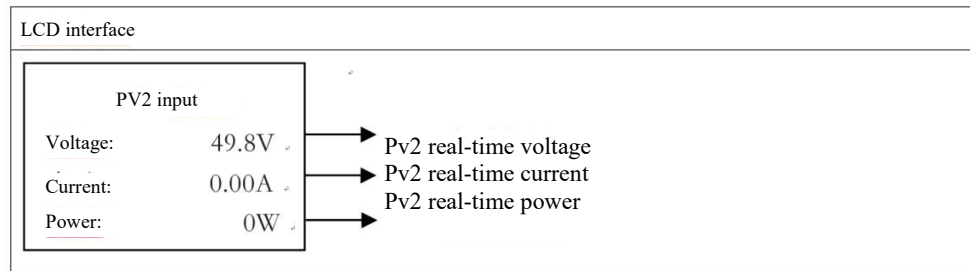 LCD interface
PV2 input
Voltage: 49.8V
Current: 0.00A
Power: 0W
Pv2 real-time voltage
Pv2 real-time current
Pv2 real-time power